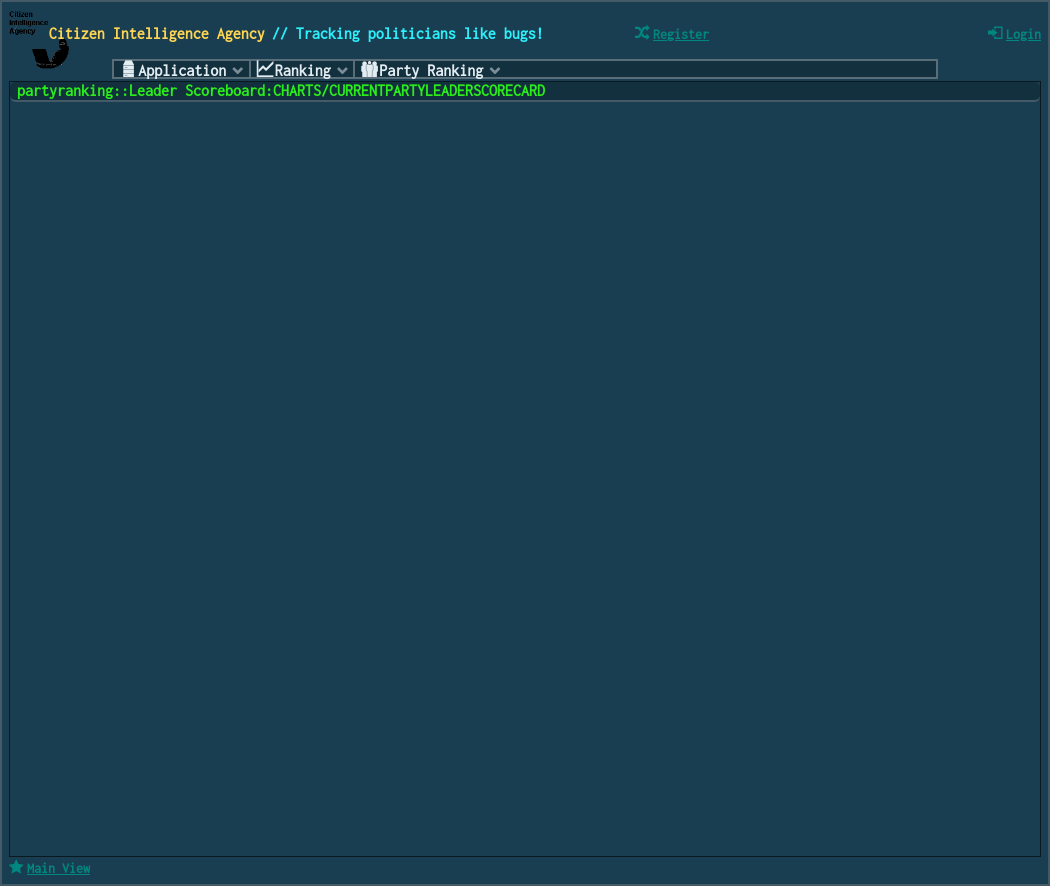 Citizen
Intelligence
Agency
Citizen Intelligence Agency // Tracking politicians like bugs!
Register
Login
Application
Ranking
Party Ranking
partyranking::Leader Scoreboard:CHARTS/CURRENTPARTYLEADERSCORECARD
Main View